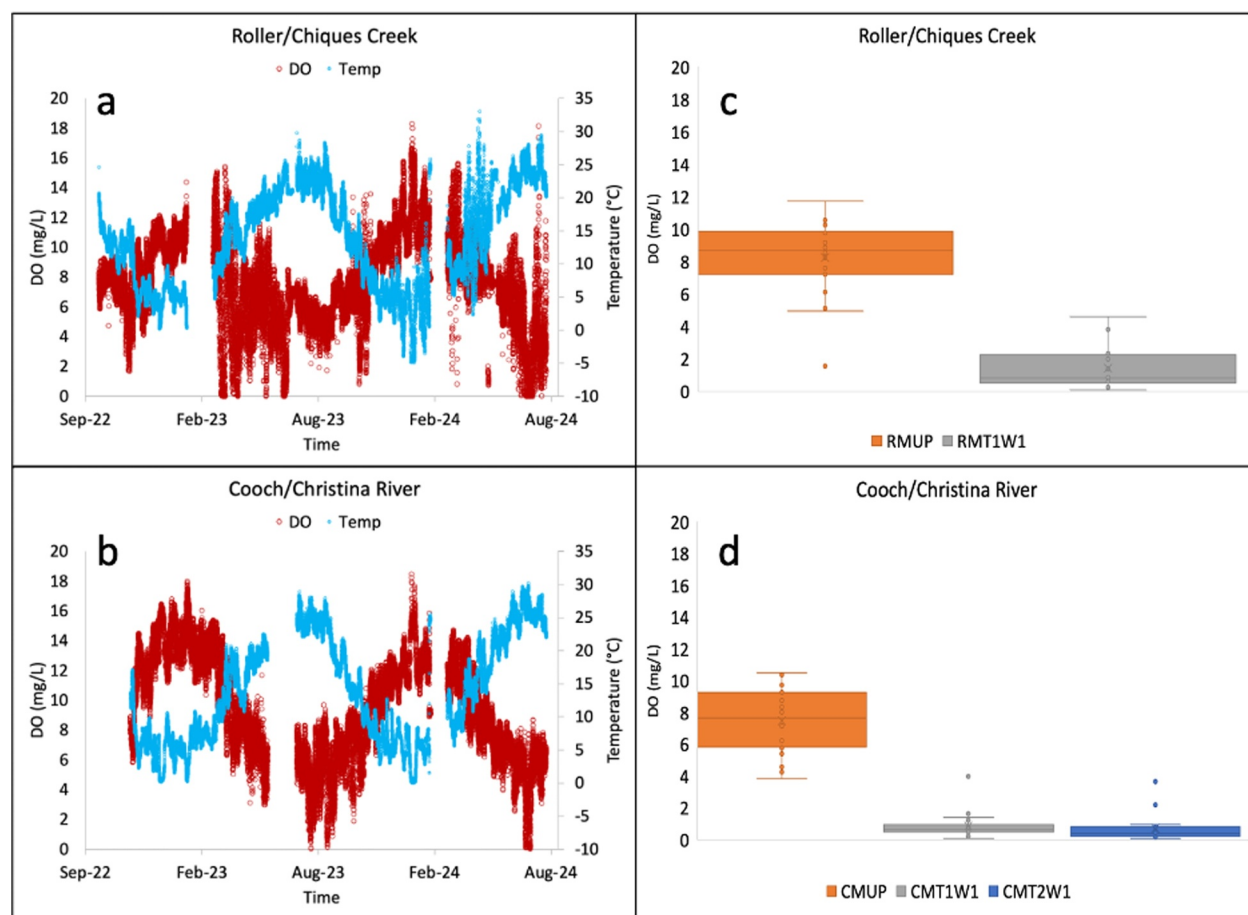 Roller/Chiques Creek
DO Temp
a
20
18
16
14
12
10
8
6
4
2
0
DO (mg/L)
35
30
25
20
15
10
5
0
-5
-10
Temperature (°C)
Sep-22 Feb-23 Aug-23 Feb-24 Aug-24
Time
Roller/Chiques Creek
c
20
18
16
14
12
10
8
6
4
2
0
DO (mg/L)
RMUP RMT1W1
Cooch/Christina River
DO Temp
b
20
18
16
14
12
10
8
6
4
2
0
DO (mg/L)
35
30
25
20
15
10
5
0
-5
-10
Temperature (°C)
Sep-22 Feb-23 Aug-23 Feb-24 Aug-24
Time
Cooch/Christina River
d
20
18
16
14
12
10
8
6
4
2
0
DO (mg/L)
CMUP CMT1W1 CMT2W1